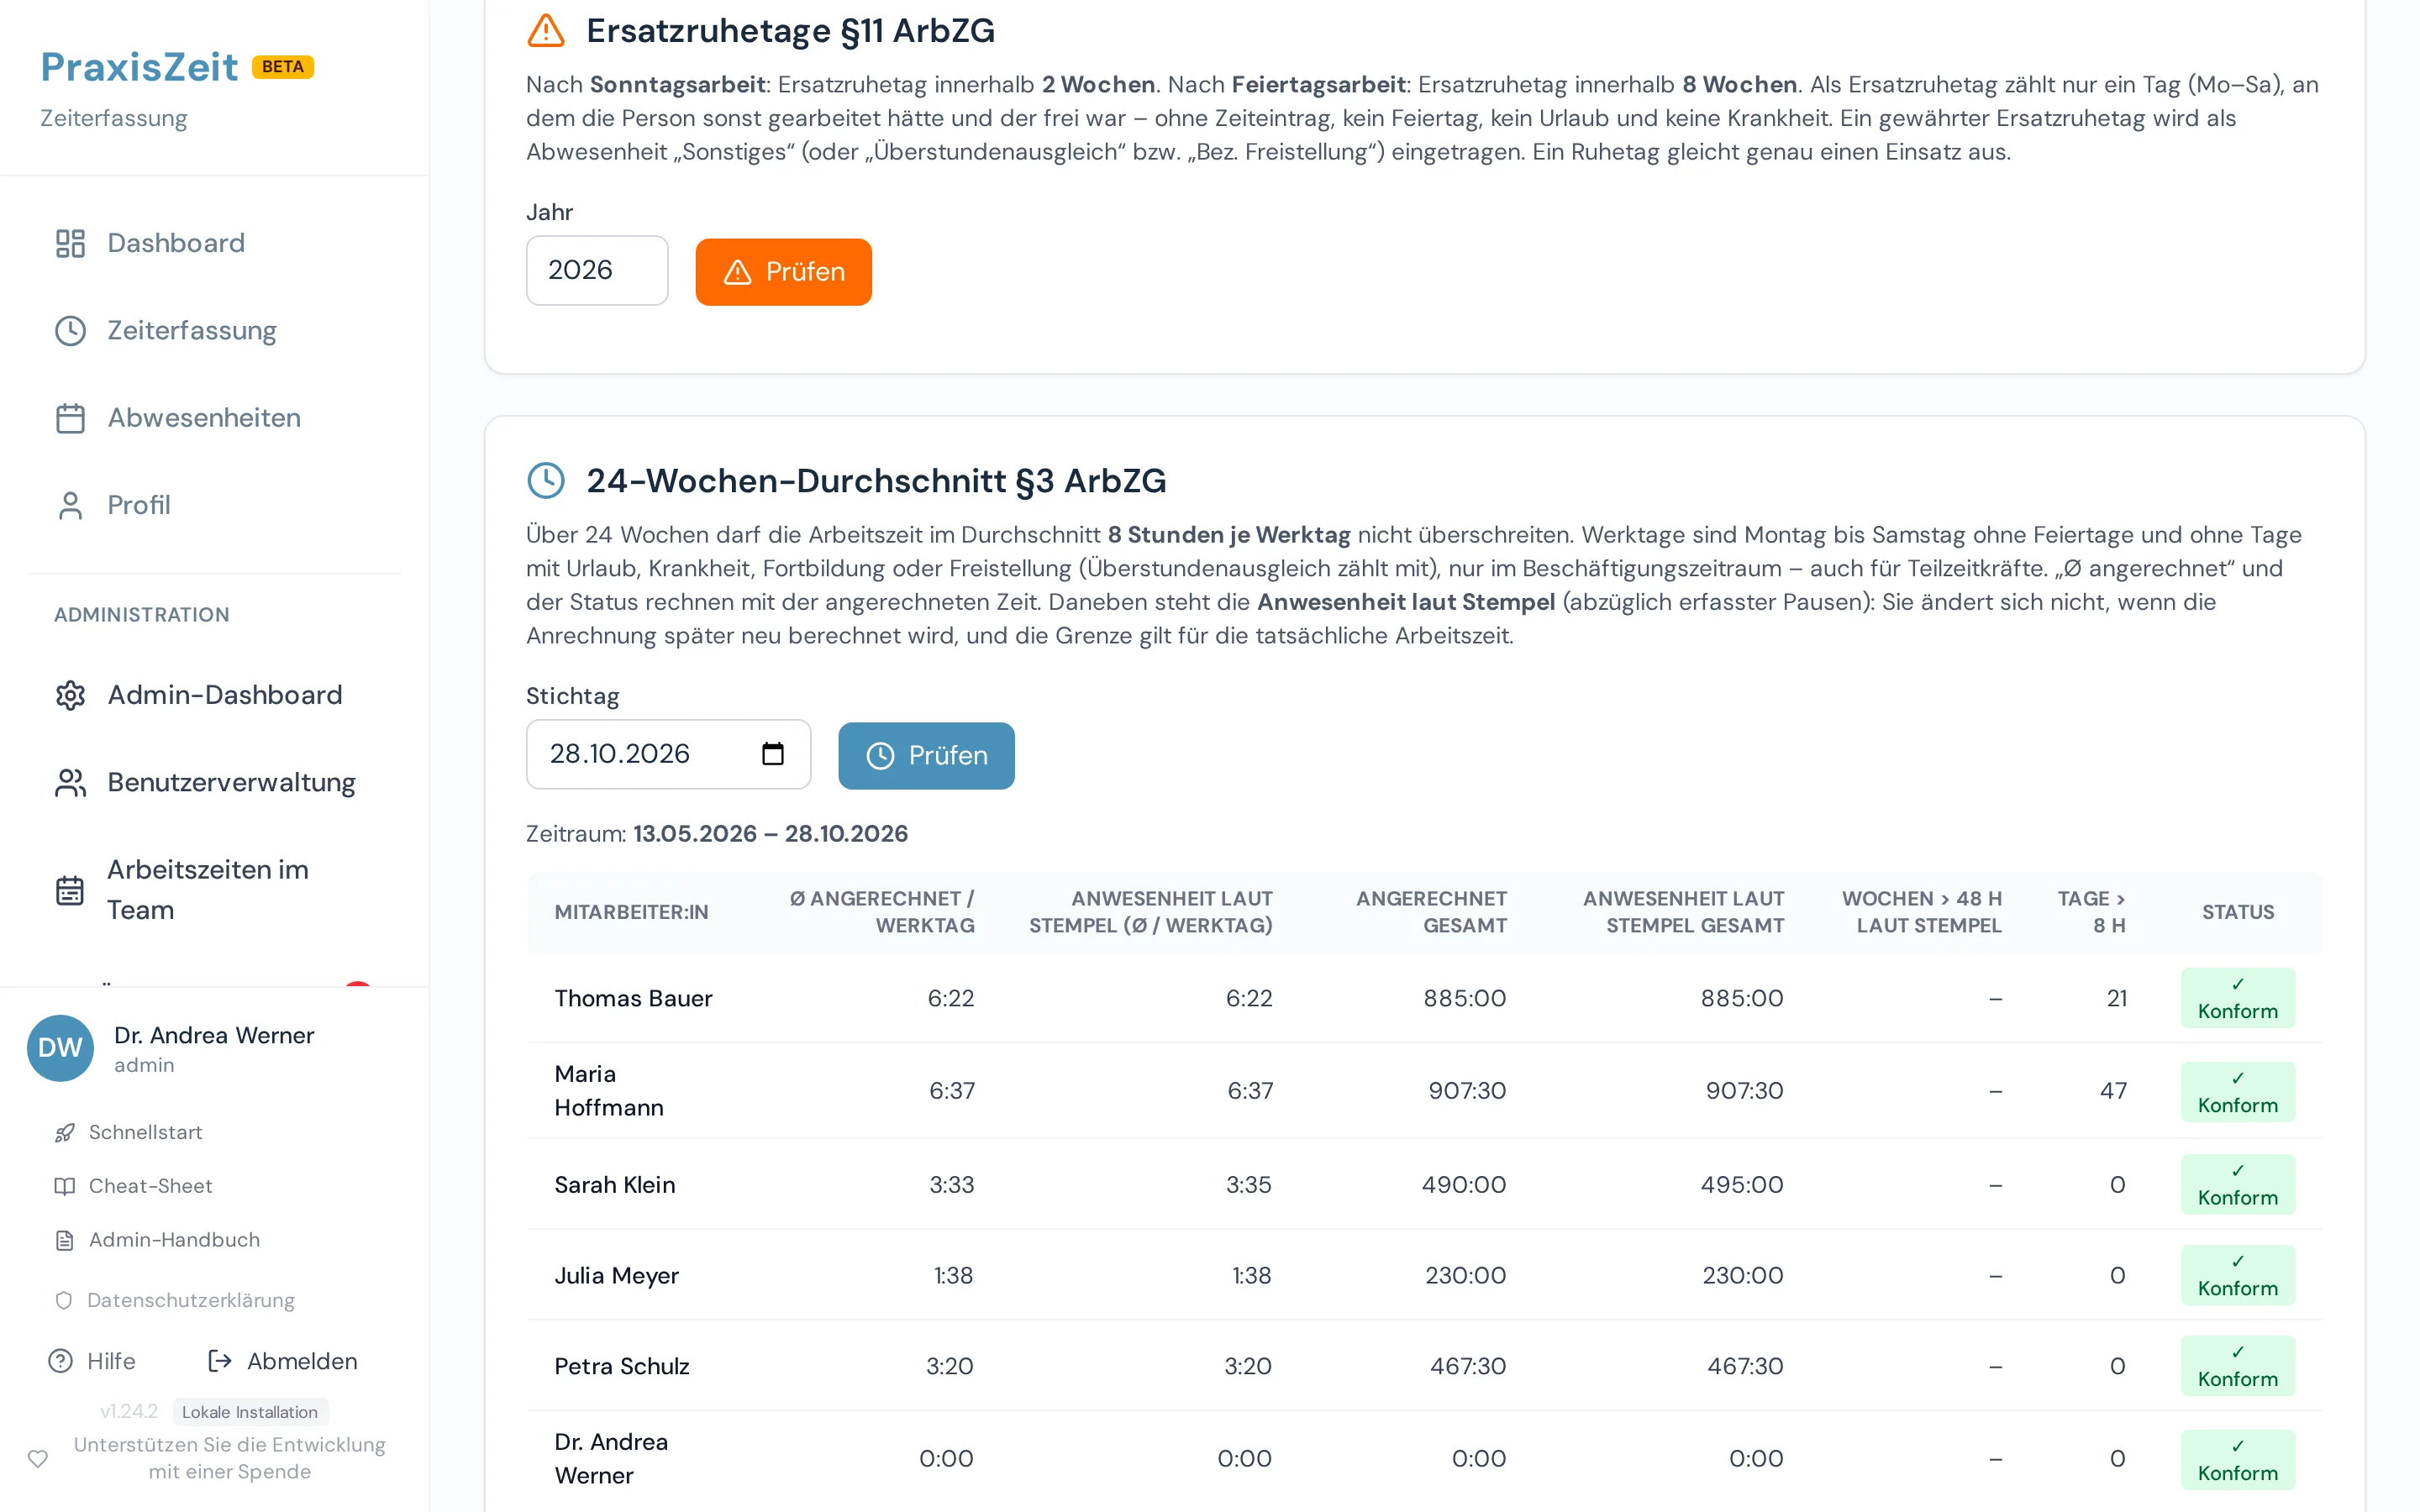 PraxisZeit BETA
Zeiterfassung
Dashboard
Zeiterfassung
Abwesenheiten
Profil
ADMINISTRATION
Admin-Dashboard
Benutzerverwaltung
Arbeitszeiten im
Team
DW
Dr. Andrea Werner
admin
Schnellstart
Cheat-Sheet
Admin-Handbuch
Datenschutzerklärung
Hilfe
Abmelden
v1.24.2 Lokale Installation
Unterstützen Sie die Entwicklung
mit einer Spende
Ersatzruhetage §11 ArbZG
Nach Sonntagsarbeit: Ersatzruhetag innerhalb 2 Wochen. Nach Feiertagsarbeit: Ersatzruhetag innerhalb 8 Wochen. Als Ersatzruhetag zählt nur ein Tag (Mo–Sa), an
dem die Person sonst gearbeitet hätte und der frei war – ohne Zeiteintrag, kein Feiertag, kein Urlaub und keine Krankheit. Ein gewährter Ersatzruhetag wird als
Abwesenheit „Sonstiges“ (oder „Überstundenausgleich“ bzw. „Bez. Freistellung“) eingetragen. Ein Ruhetag gleicht genau einen Einsatz aus.
Jahr
2026 Prüfen
24-Wochen-Durchschnitt §3 ArbZG
Über 24 Wochen darf die Arbeitszeit im Durchschnitt 8 Stunden je Werktag nicht überschreiten. Werktage sind Montag bis Samstag ohne Feiertage und ohne Tage
mit Urlaub, Krankheit, Fortbildung oder Freistellung (Überstundenausgleich zählt mit), nur im Beschäftigungszeitraum – auch für Teilzeitkräfte. „Ø angerechnet“ und
der Status rechnen mit der angerechneten Zeit. Daneben steht die Anwesenheit laut Stempel (abzüglich erfasster Pausen): Sie ändert sich nicht, wenn die
Anrechnung später neu berechnet wird, und die Grenze gilt für die tatsächliche Arbeitszeit.
Stichtag
28.10.2026 Prüfen
Zeitraum: 13.05.2026 – 28.10.2026
MITARBEITER:IN Ø ANGERECHNET / WERKTAG ANWESENHEIT LAUT STEMPEL (Ø / WERKTAG) ANGERECHNET GESAMT ANWESENHEIT LAUT STEMPEL GESAMT WOCHEN > 48 H LAUT STEMPEL TAGE > 8 H STATUS
Thomas Bauer 6:22 6:22 885:00 885:00 – 21 ✓ Konform
Maria Hoffmann 6:37 6:37 907:30 907:30 – 47 ✓ Konform
Sarah Klein 3:33 3:35 490:00 495:00 – 0 ✓ Konform
Julia Meyer 1:38 1:38 230:00 230:00 – 0 ✓ Konform
Petra Schulz 3:20 3:20 467:30 467:30 – 0 ✓ Konform
Dr. Andrea Werner 0:00 0:00 0:00 0:00 – 0 ✓ Konform